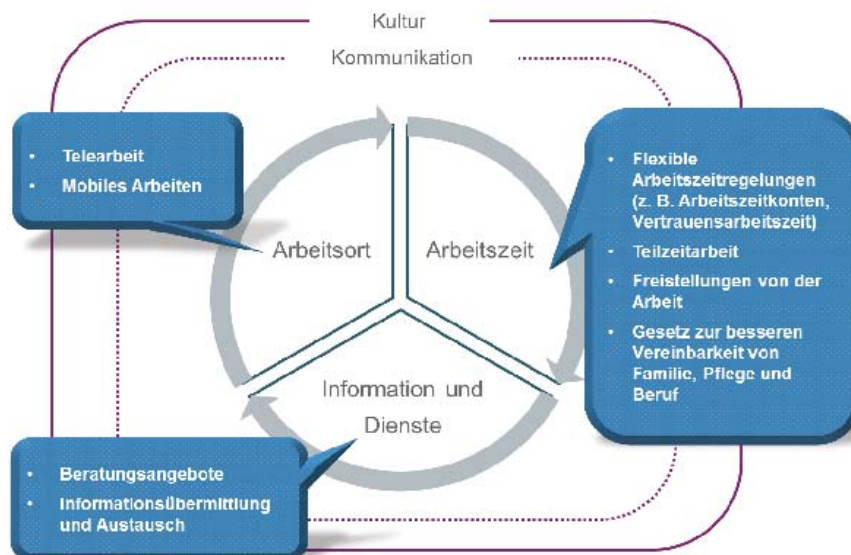 Kultur
Kommunikation
• Telearbeit
• Mobiles Arbeiten
Arbeitsort
Arbeitszeit
• Flexible
Arbeitszeitregelungen
(z. B. Arbeitszeitkonten,
Vertrauensarbeitszeit)
• Teilzeitarbeit
• Freistellungen von der
Arbeit
• Gesetz zur besseren
Vereinbarkeit von
Familie, Pflege und
Beruf
Information und
Dienste
• Beratungsangebote
• Informationsübermittlung
und Austausch